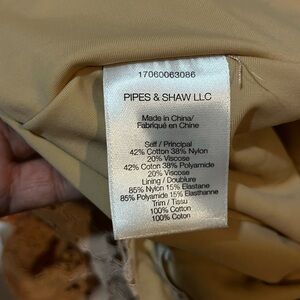 17060063086
PIPES & SHAW LLC
Made in China/
Fabriqué en Chine
Self / Principal
42% Cotton 38% Nylon
20% Viscose
42% Coton 38% Polyamide
20% Viscose
Lining / Doublure
85% Nylon 15% Elastane
85% Polyamide 15% Elasthanne
Trim / Tissu
100% Cotton
100% Coton